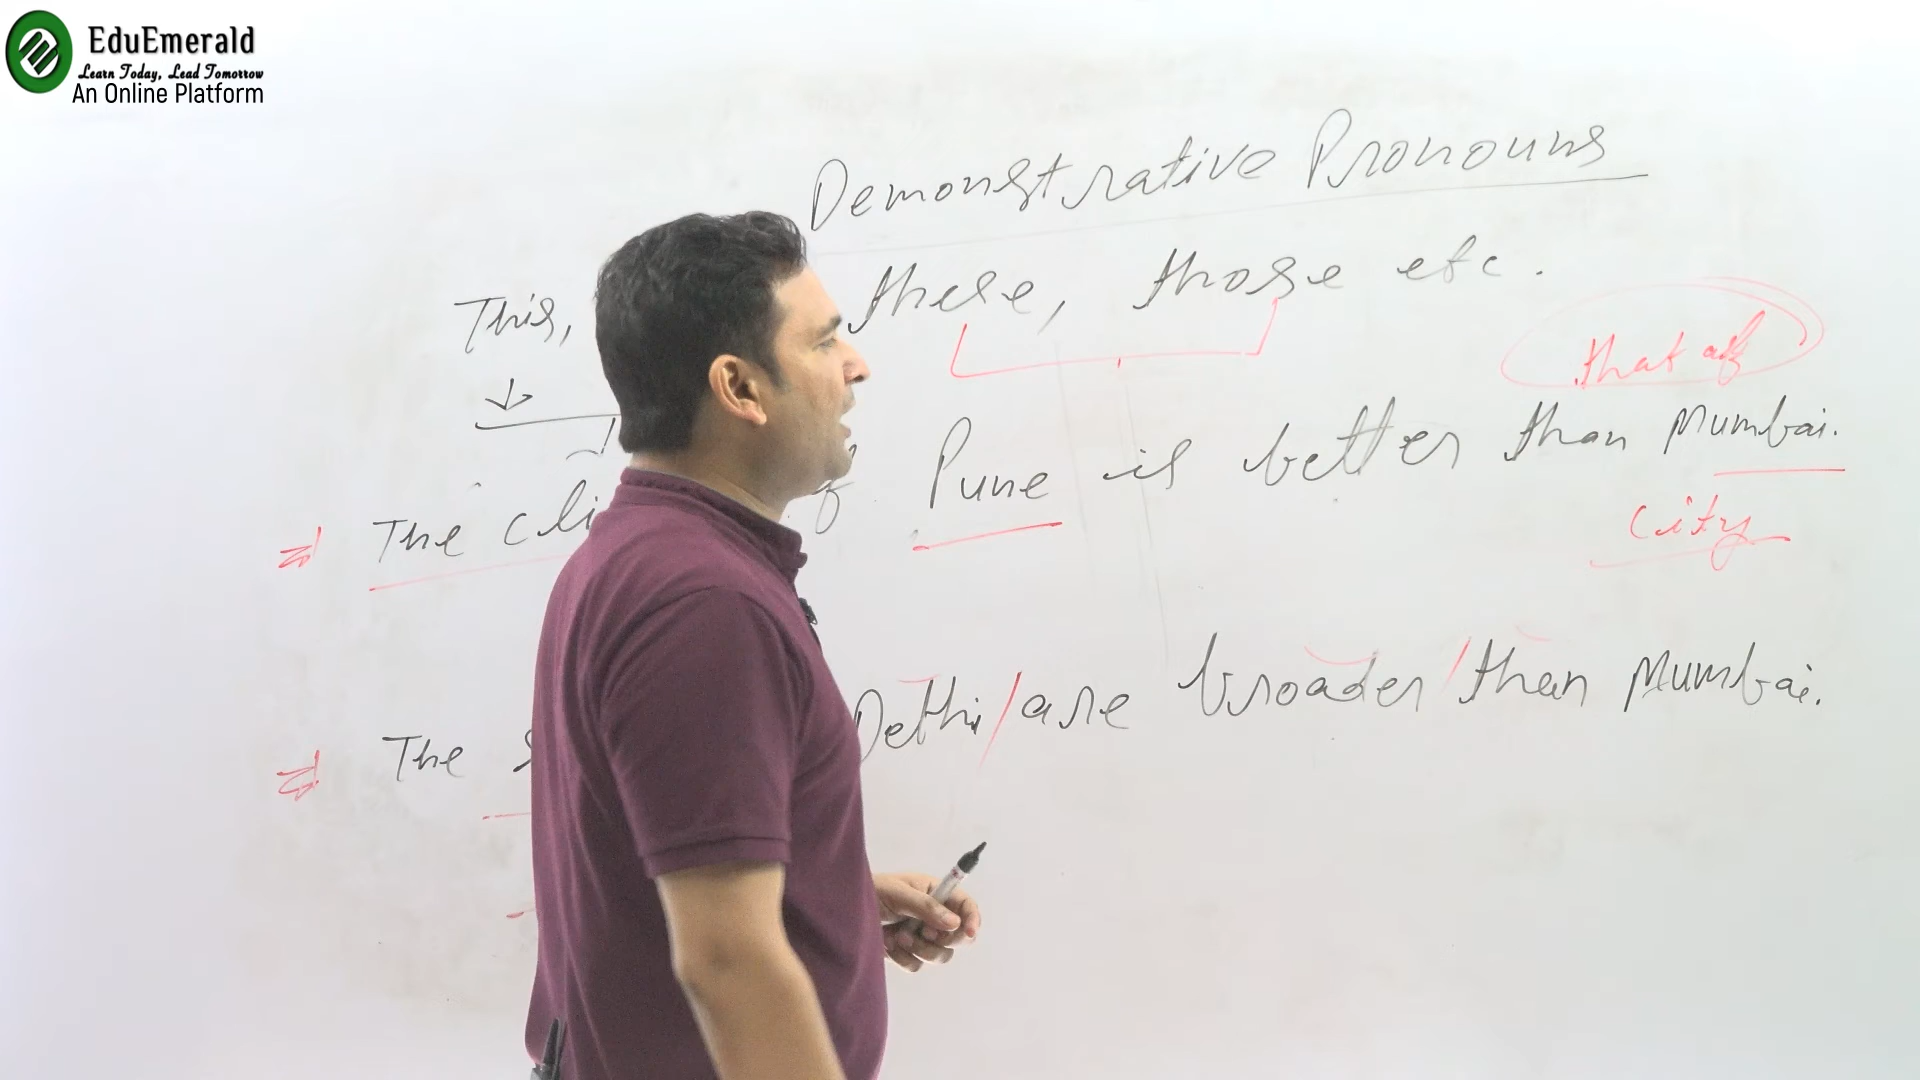 EduEmerald
Learn Today, Lead Tomorrow
An Online Platform
Demonstrative Pronouns
This, these, those etc.
that of
The cli Pune is better than Mumbai.
city
The Delhi / are broader / than Mumbai.